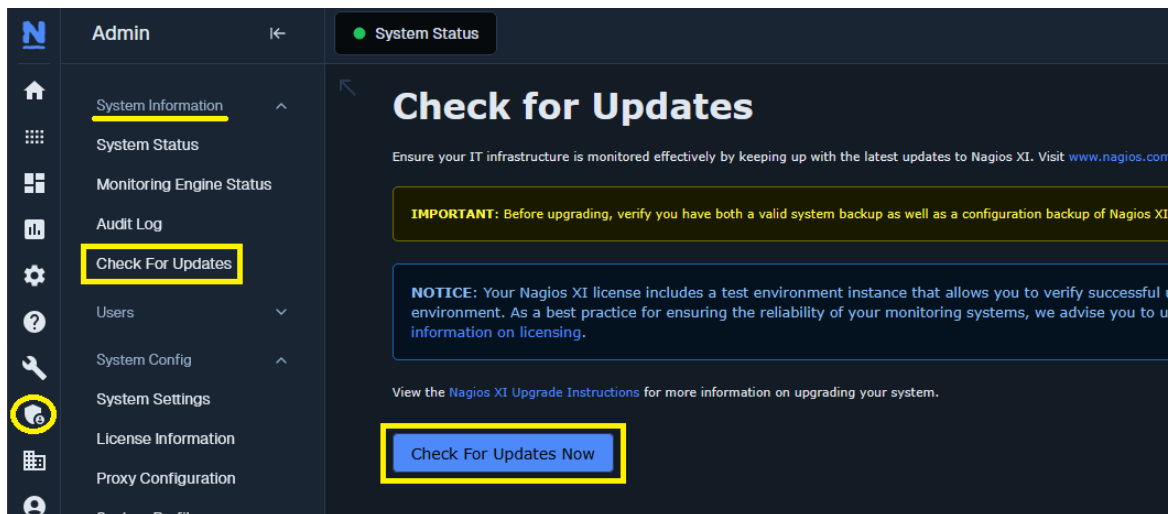 N
Admin
System Status
System Information
System Status
Monitoring Engine Status
Audit Log
Check For Updates
Users
System Config
System Settings
License Information
Proxy Configuration
Check for Updates
Ensure your IT infrastructure is monitored effectively by keeping up with the latest updates to Nagios XI. Visit www.nagios.com
IMPORTANT: Before upgrading, verify you have both a valid system backup as well as a configuration backup of Nagios XI
NOTICE: Your Nagios XI license includes a test environment instance that allows you to verify successful
environment. As a best practice for ensuring the reliability of your monitoring systems, we advise you to
information on licensing.
View the Nagios XI Upgrade Instructions for more information on upgrading your system.
Check For Updates Now